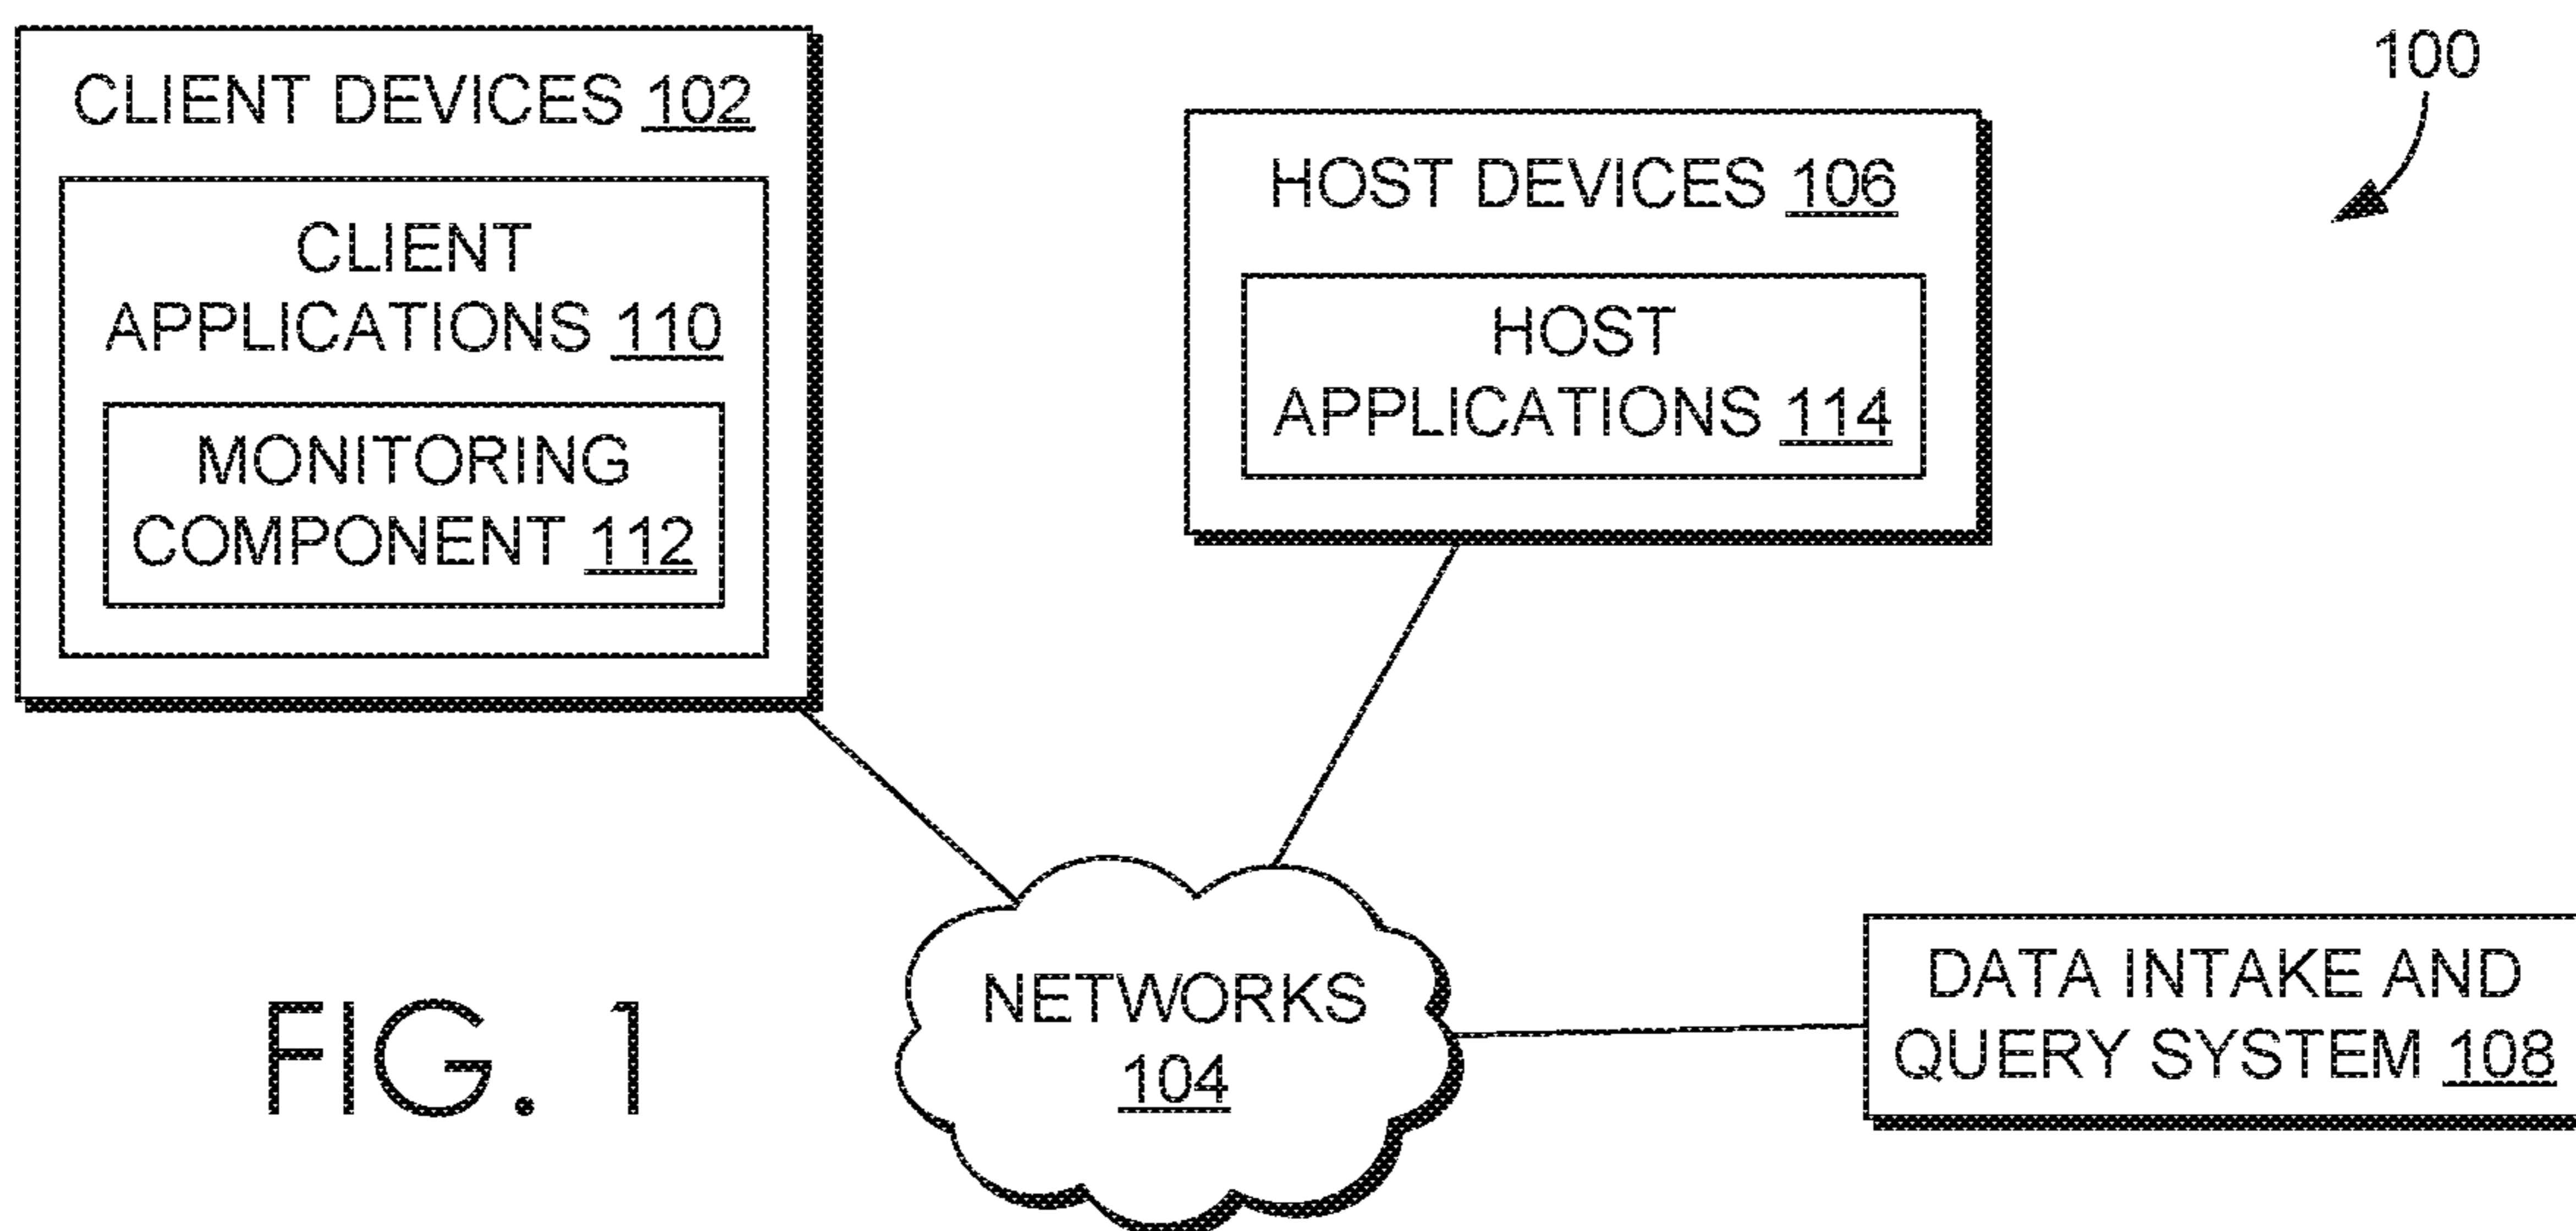 CLIENT DEVICES 102
CLIENT
APPLICATIONS 110
MONITORING
COMPONENT 112
HOST DEVICES 106
HOST
APPLICATIONS 114
100
NETWORKS
104
DATA INTAKE AND
QUERY SYSTEM 108
FIG. 1